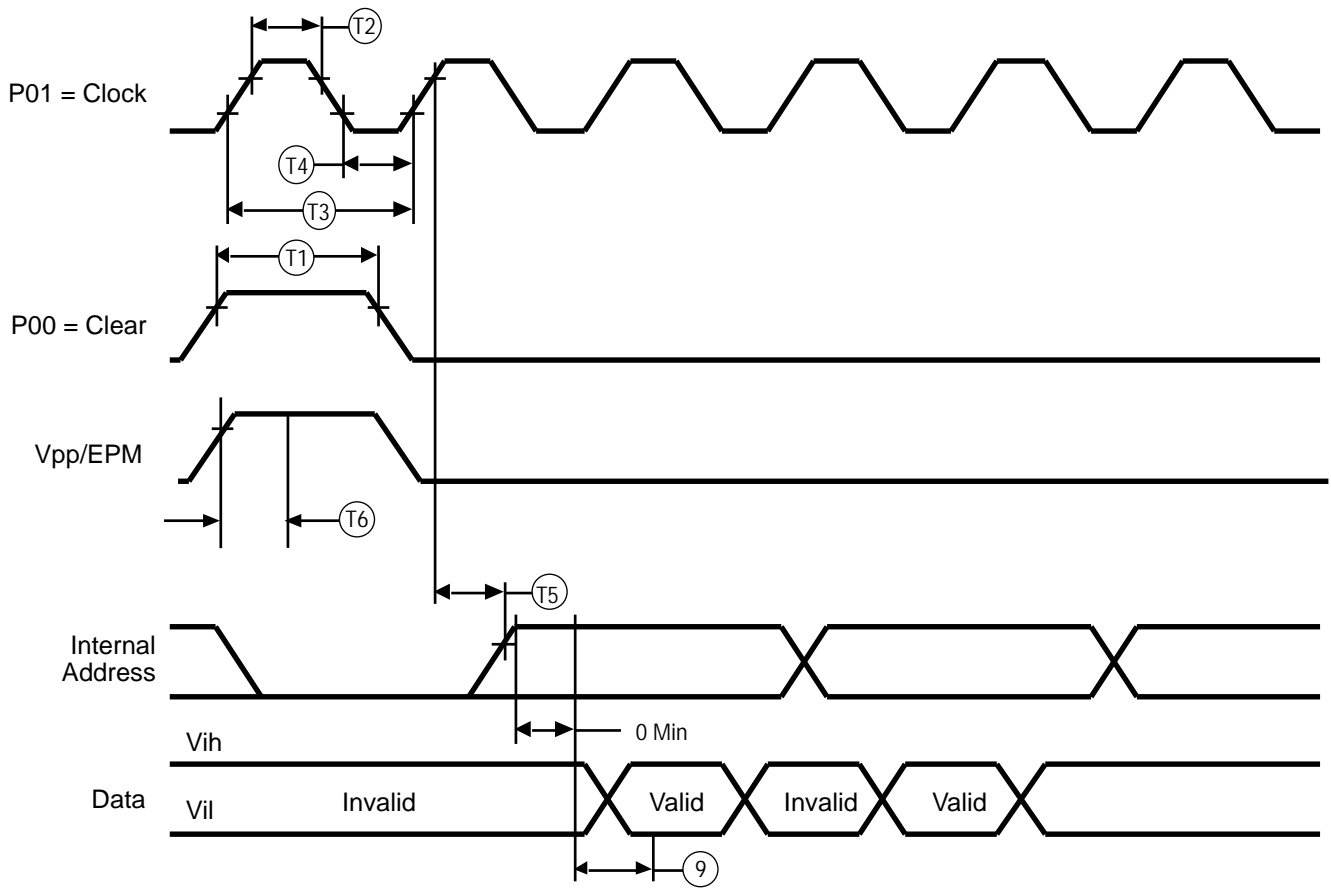 T2
P01 = Clock
T4
T3
T1
P00 = Clear
Vpp/EPM
T6
T5
Internal
Address
0 Min
Vih
Data
Vil
Invalid
Valid
Invalid
Valid
9